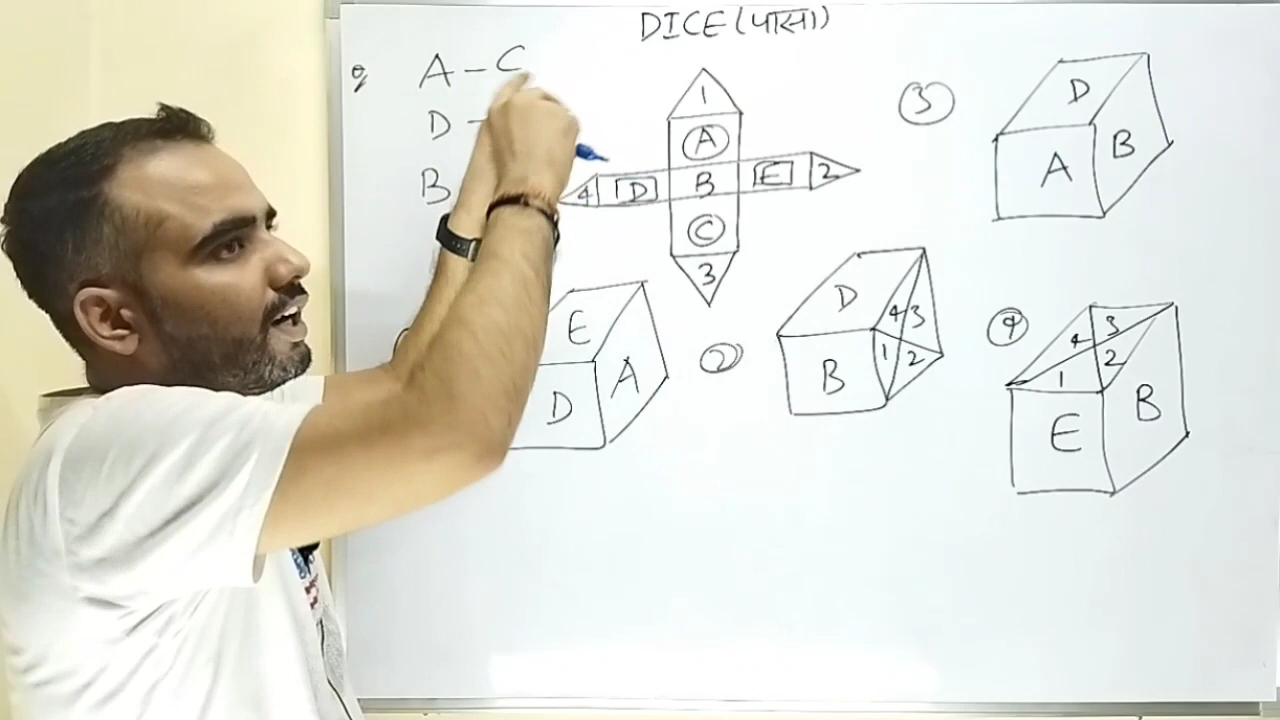 DICE (पासा)
Q A - C
D -
B
1
A
4 D B E 2
C
3
E
D A
②
D
B
4 3
1 2
③
D
A B
④
4 3
1 2
E B